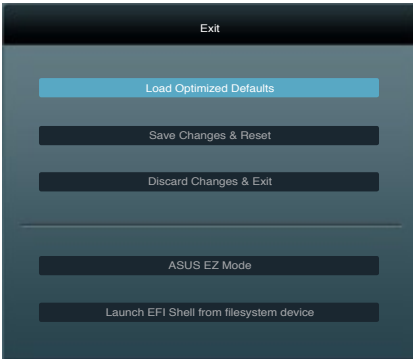 Exit
Load Optimized Defaults
Save Changes & Reset
Discard Changes & Exit
ASUS EZ Mode
Launch EFI Shell from filesystem device